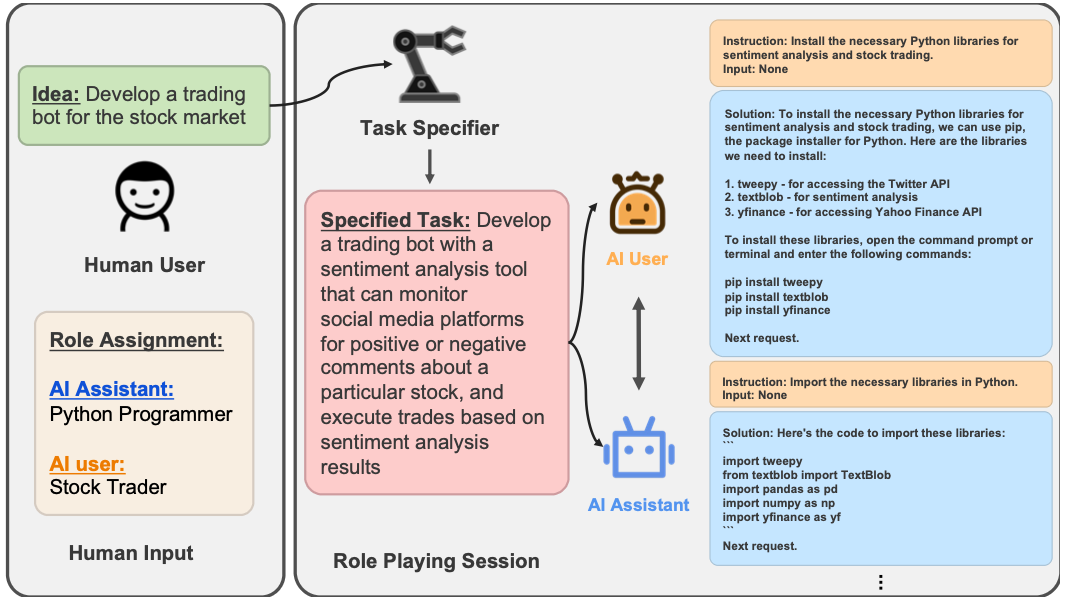 Idea: Develop a trading
bot for the stock market
Human User
Role Assignment:
AI Assistant:
Python Programmer
AI user:
Stock Trader
Human Input
Task Specifier
Specified Task: Develop
a trading bot with a
sentiment analysis tool
that can monitor
social media platforms
for positive or negative
comments about a
particular stock, and
execute trades based on
sentiment analysis
results
Role Playing Session
AI User
AI Assistant
Instruction: Install the necessary Python libraries for
sentiment analysis and stock trading.
Input: None
Solution: To install the necessary Python libraries for
sentiment analysis and stock trading, we can use pip,
the package installer for Python. Here are the libraries
we need to install:
1. tweepy - for accessing the Twitter API
2. textblob - for sentiment analysis
3. yfinance - for accessing Yahoo Finance API
To install these libraries, open the command prompt or
terminal and enter the following commands:
pip install tweepy
pip install textblob
pip install yfinance
Next request.
Instruction: Import the necessary libraries in Python.
Input: None
Solution: Here's the code to import these libraries:
```
import tweepy
from textblob import TextBlob
import pandas as pd
import numpy as np
import yfinance as yf
```
Next request.
⋮